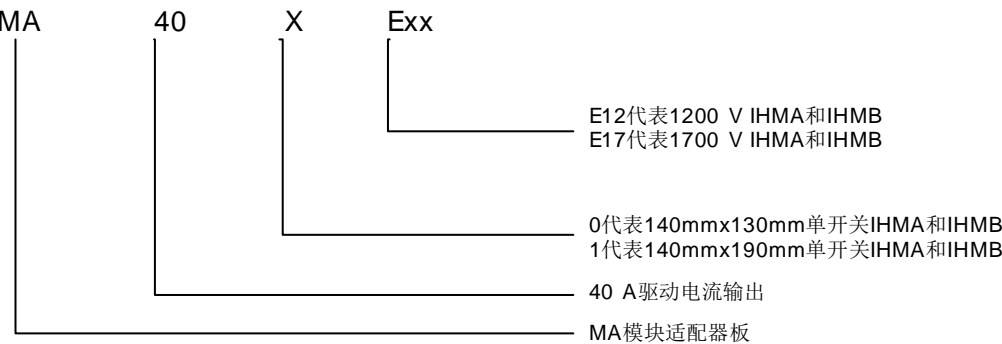 MA 40 X Exx
E12代表1200 V IHMA和IHMB
E17代表1700 V IHMA和IHMB
0代表140mmx130mm单开关IHMA和IHMB
1代表140mmx190mm单开关IHMA和IHMB
40 A驱动电流输出
MA模块适配器板